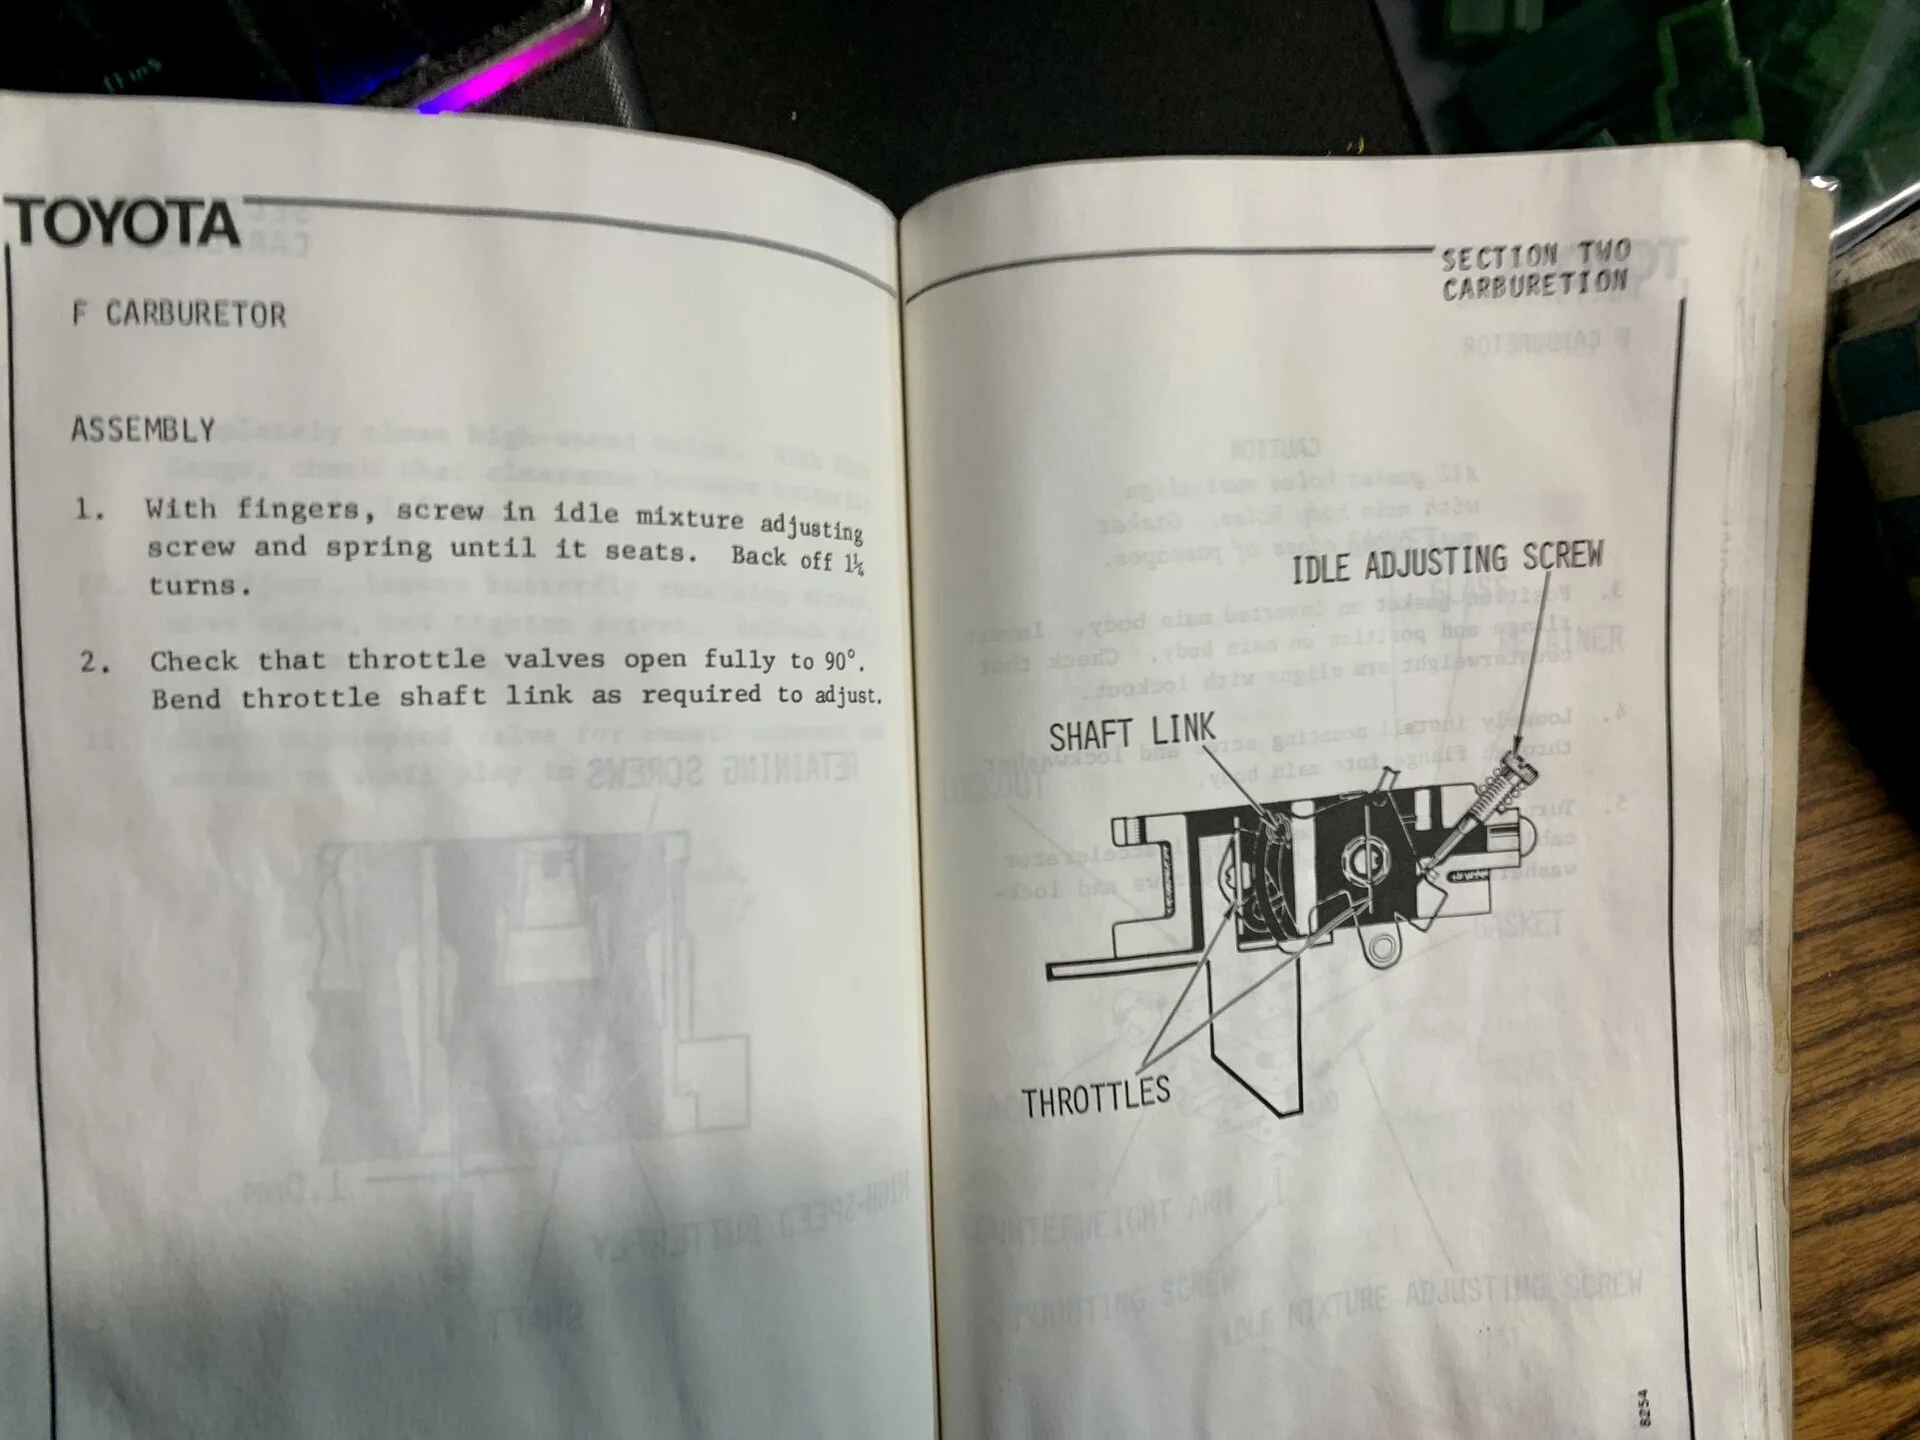 TOYOTA
F CARBURETOR
ASSEMBLY
1. With fingers, screw in idle mixture adjusting
screw and spring until it seats. Back off 1¼
turns.
2. Check that throttle valves open fully to 90°.
Bend throttle shaft link as required to adjust.
SECTION TWO
CARBURETION
IDLE ADJUSTING SCREW
SHAFT LINK
THROTTLES
8254